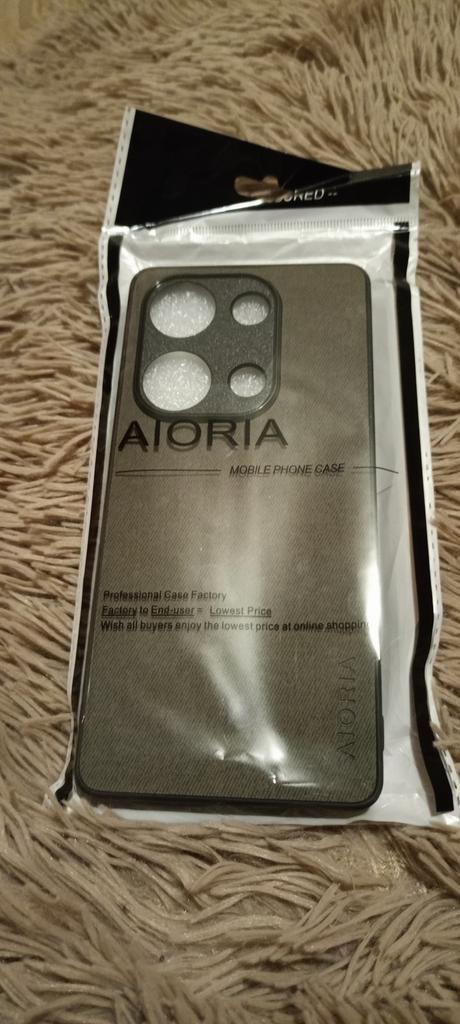 AIORIA
MOBILE PHONE CASE
Professional Case Factory
Factory to End-user = Lowest Price
Wish all buyers enjoy the lowest price at online shopping
AIORIA